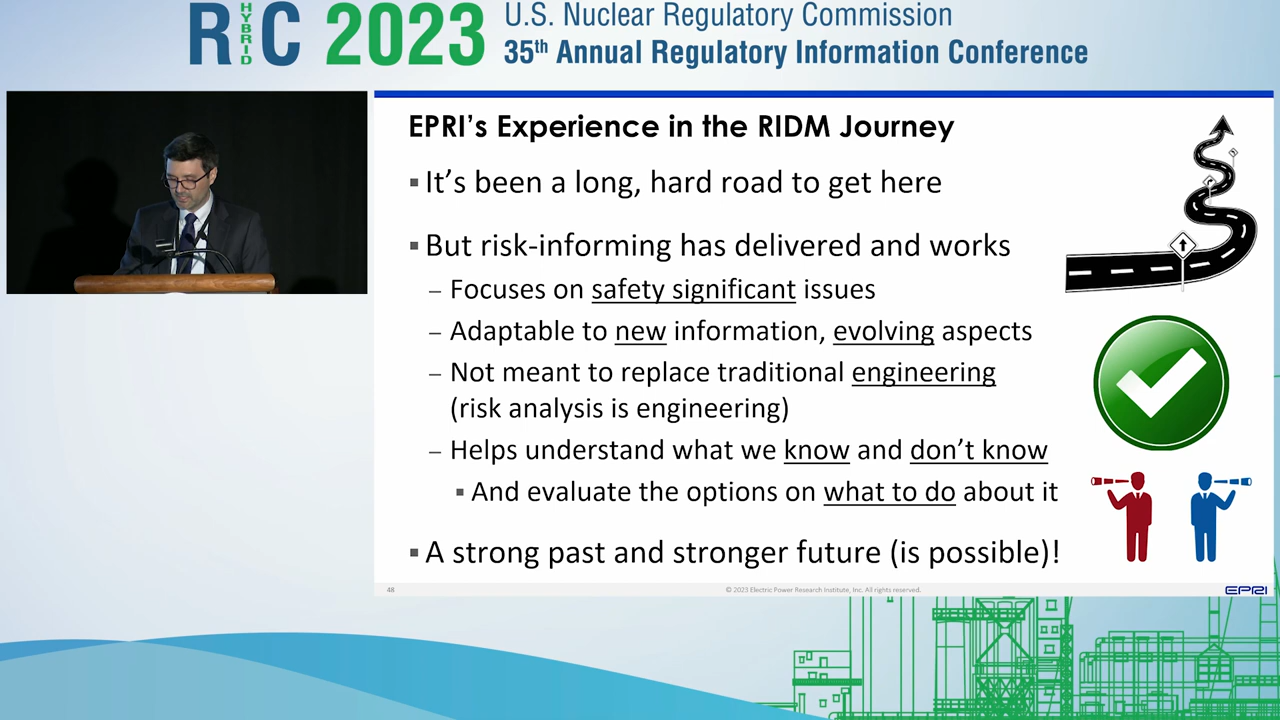 RIC HYBRID 2023
U.S. Nuclear Regulatory Commission
35th Annual Regulatory Information Conference
EPRI's Experience in the RIDM Journey
▪ It's been a long, hard road to get here
▪ But risk-informing has delivered and works
– Focuses on safety significant issues
– Adaptable to new information, evolving aspects
– Not meant to replace traditional engineering
(risk analysis is engineering)
– Helps understand what we know and don't know
▪ And evaluate the options on what to do about it
▪ A strong past and stronger future (is possible)!
48
© 2023 Electric Power Research Institute, Inc. All rights reserved.
EPRI